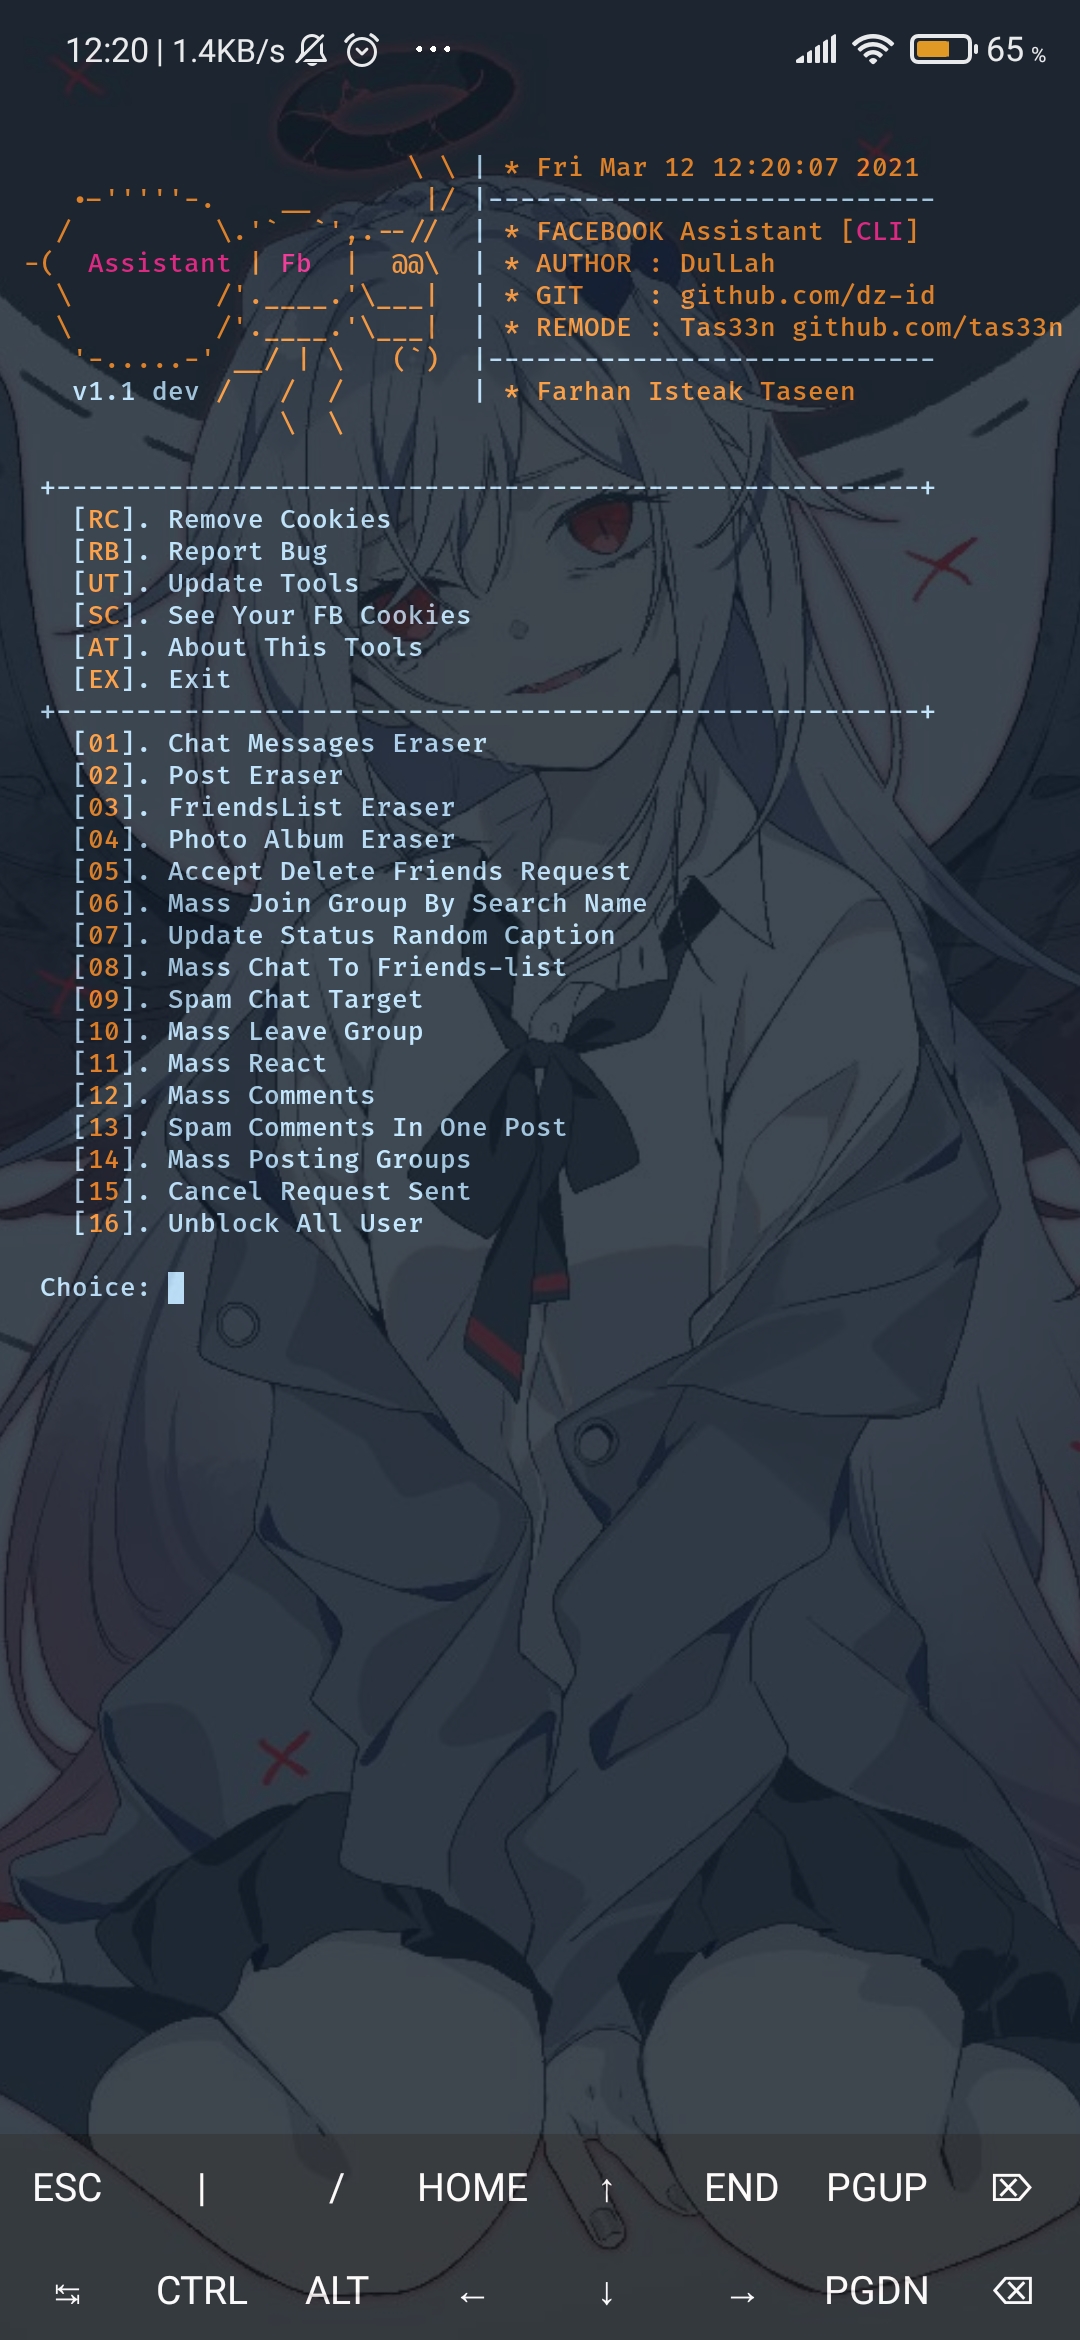 12:20 | 1.4KB/s ... 65 %
\ \ | * Fri Mar 12 12:20:07 2021
•-'''''-. __ |/ |----------------------------
/ \.'` `',.--// | * FACEBOOK Assistant [CLI]
-( Assistant | Fb | @@\ | * AUTHOR : DulLah
\ /'.____.'\___| | * GIT : github.com/dz-id
\ /'.____.'\___| | * REMODE : Tas33n github.com/tas33n
'-.....-' __/ | \ (`) |----------------------------
v1.1 dev / / / | * Farhan Isteak Taseen
\ \
+------------------------------------------------------+
[RC]. Remove Cookies
[RB]. Report Bug
[UT]. Update Tools
[SC]. See Your FB Cookies
[AT]. About This Tools
[EX]. Exit
+------------------------------------------------------+
[01]. Chat Messages Eraser
[02]. Post Eraser
[03]. FriendsList Eraser
[04]. Photo Album Eraser
[05]. Accept Delete Friends Request
[06]. Mass Join Group By Search Name
[07]. Update Status Random Caption
[08]. Mass Chat To Friends-list
[09]. Spam Chat Target
[10]. Mass Leave Group
[11]. Mass React
[12]. Mass Comments
[13]. Spam Comments In One Post
[14]. Mass Posting Groups
[15]. Cancel Request Sent
[16]. Unblock All User
Choice:
ESC | / HOME ↑ END PGUP ⌦
↹ CTRL ALT ← ↓ → PGDN ⌫